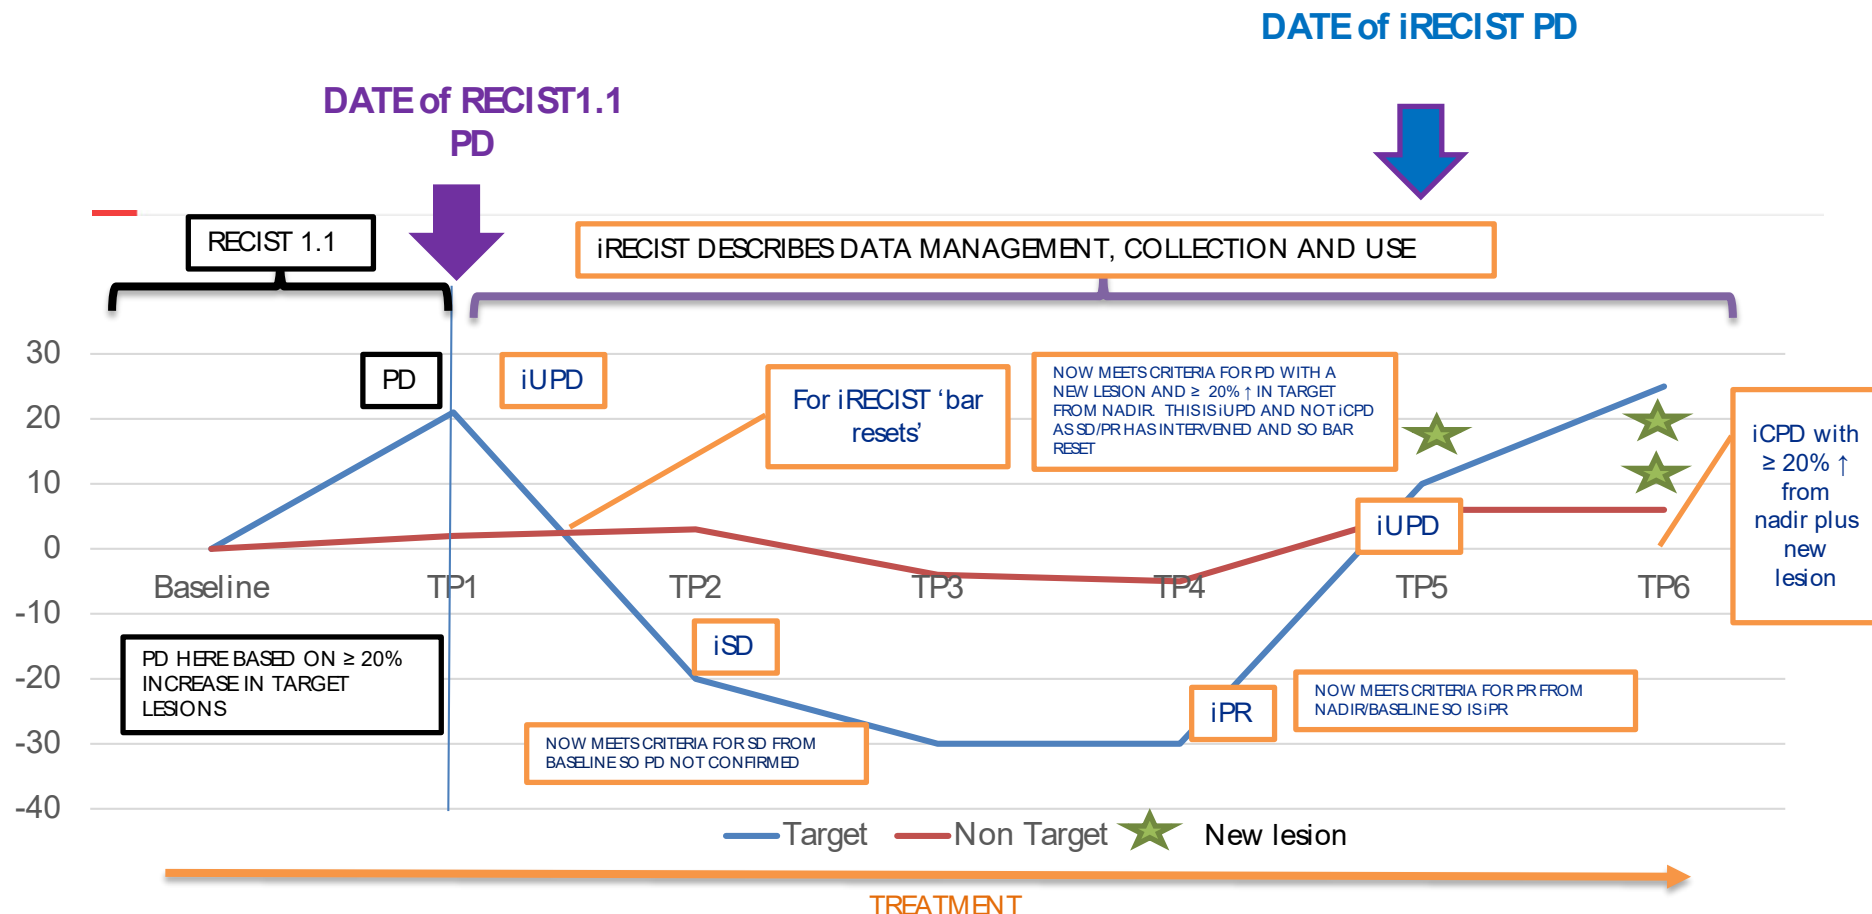 DATE of iRECIST PD
DATE of RECIST1.1
PD
RECIST 1.1
iRECIST DESCRIBES DATA MANAGEMENT, COLLECTION AND USE
30
20
10
0
-10
-20
-30
-40
PD
iUPD
For iRECIST ‘bar
resets’
NOW MEETS CRITERIA FOR PD WITH A
NEW LESION AND ≥ 20% ↑ IN TARGET
FROM NADIR. THIS IS iUPD AND NOT iCPD
AS SD/PR HAS INTERVENED AND SO BAR
RESET
iCPD with
≥ 20% ↑
from
nadir plus
new
lesion
iUPD
Baseline
TP1
TP2
TP3
TP4
TP5
TP6
PD HERE BASED ON ≥ 20%
INCREASE IN TARGET
LESIONS
iSD
NOW MEETS CRITERIA FOR SD FROM
BASELINE SO PD NOT CONFIRMED
iPR
NOW MEETS CRITERIA FOR PR FROM
NADIR/BASELINE SO IS iPR
Target
Non Target
New lesion
TREATMENT